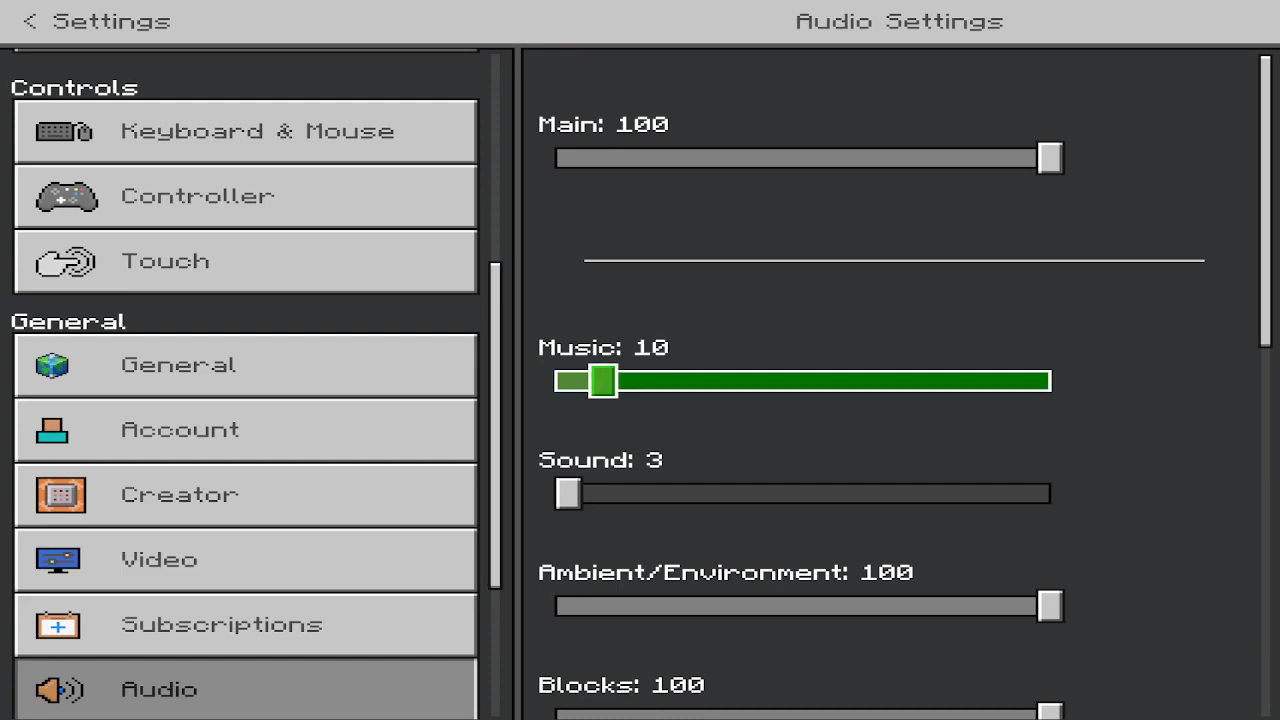 < Settings
Audio Settings
Controls
Keyboard & Mouse
Controller
Touch
General
General
Account
Creator
Video
Subscriptions
Audio
Main: 100
Music: 10
Sound: 3
Ambient/Environment: 100
Blocks: 100